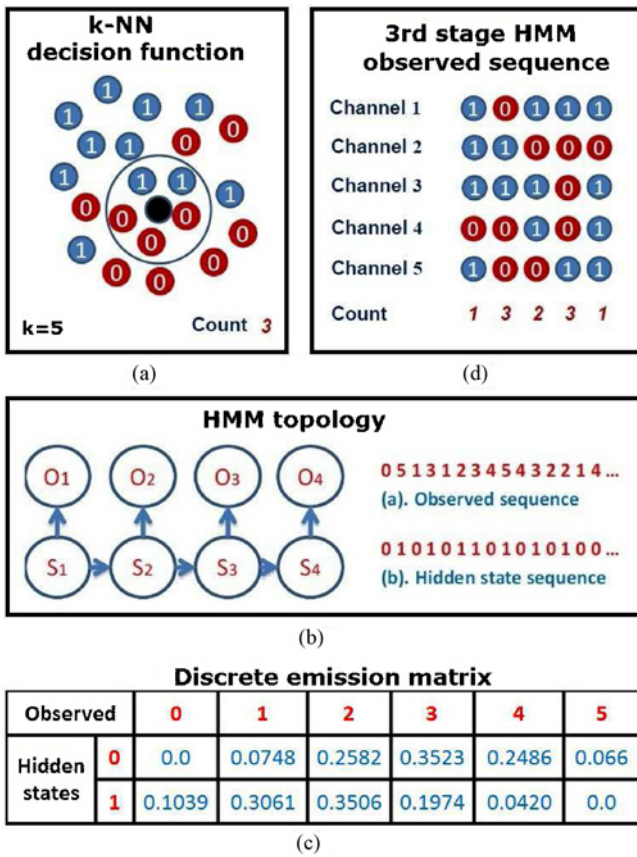 k-NN
decision function
1
1 1 1
0
1 1 0
1 1 1
1
0 0 0
0 0
1
0
0 0
k=5 Count 3
(a)
3rd stage HMM
observed sequence
Channel 1 1 0 1 1 1
Channel 2 1 1 0 0 0
Channel 3 1 1 1 0 1
Channel 4 0 0 1 0 1
Channel 5 1 0 0 1 1
Count 1 3 2 3 1
(d)
HMM topology
O1 O2 O3 O4
S1 S2 S3 S4
0 5 1 3 1 2 3 4 5 4 3 2 2 1 4 ...
(a). Observed sequence
0 1 0 1 0 1 1 0 1 0 1 0 1 0 0 ...
(b). Hidden state sequence
(b)
Discrete emission matrix
Observed 0 1 2 3 4 5
Hidden states
0 0.0 0.0748 0.2582 0.3523 0.2486 0.066
1 0.1039 0.3061 0.3506 0.1974 0.0420 0.0
(c)